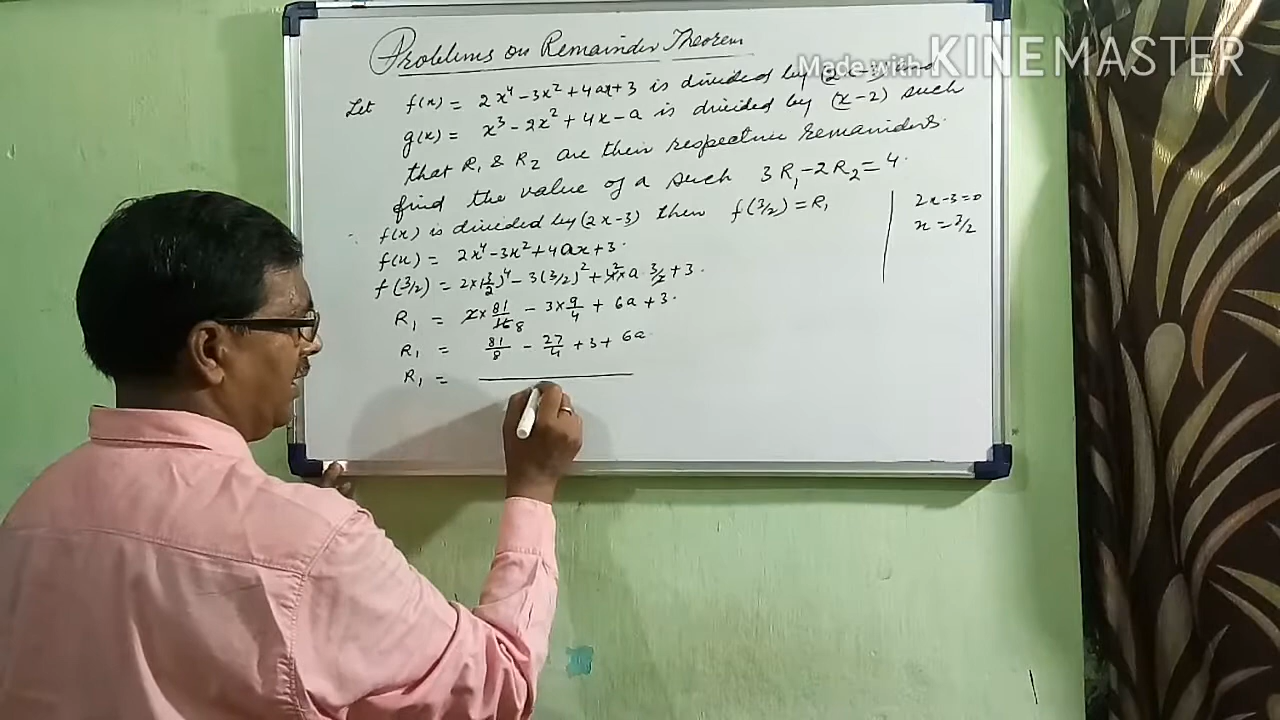 Made with KINEMASTER
Problems on Remainder Theorem
Let f(x) = 2x⁴ - 3x² + 4ax + 3 is divided by (2x-3) and
g(x) = x³ - 2x² + 4x - a is divided by (x-2) such
that R₁ & R₂ are their respective remainders.
find the value of a such 3R₁ - 2R₂ = 4.
∴ f(x) is divided by (2x-3) then f(3/2) = R₁
2x-3=0
x = 3/2
f(x) = 2x⁴ - 3x² + 4ax + 3.
f(3/2) = 2×(3/2)⁴ - 3(3/2)² + 4×a 3/2 + 3.
R₁ = 2×81/16 8 - 3×9/4 + 6a + 3.
R₁ = 81/8 - 27/4 + 3 + 6a
R₁ =